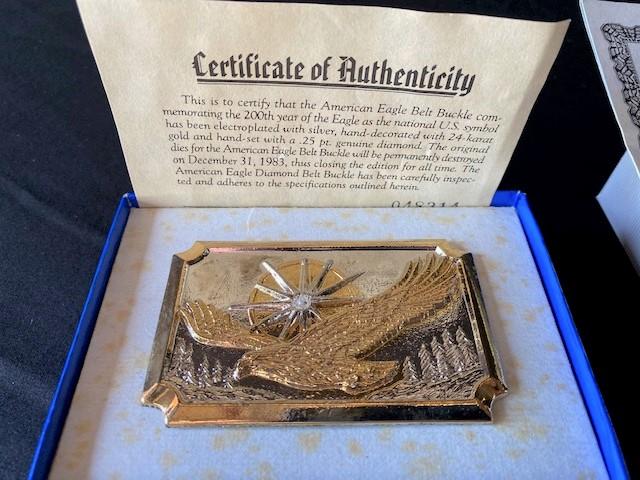 Certificate of Authenticity
This is to certify that the American Eagle Belt Buckle com-
memorating the 200th year of the Eagle as the national U.S. symbol
has been electroplated with silver, hand-decorated with 24-karat
gold and hand-set with a .25 pt. genuine diamond. The original
dies for the American Eagle Belt Buckle will be permanently destroyed
on December 31, 1983, thus closing the edition for all time. The
American Eagle Diamond Belt Buckle has been carefully inspec-
ted and adheres to the specifications outlined herein.